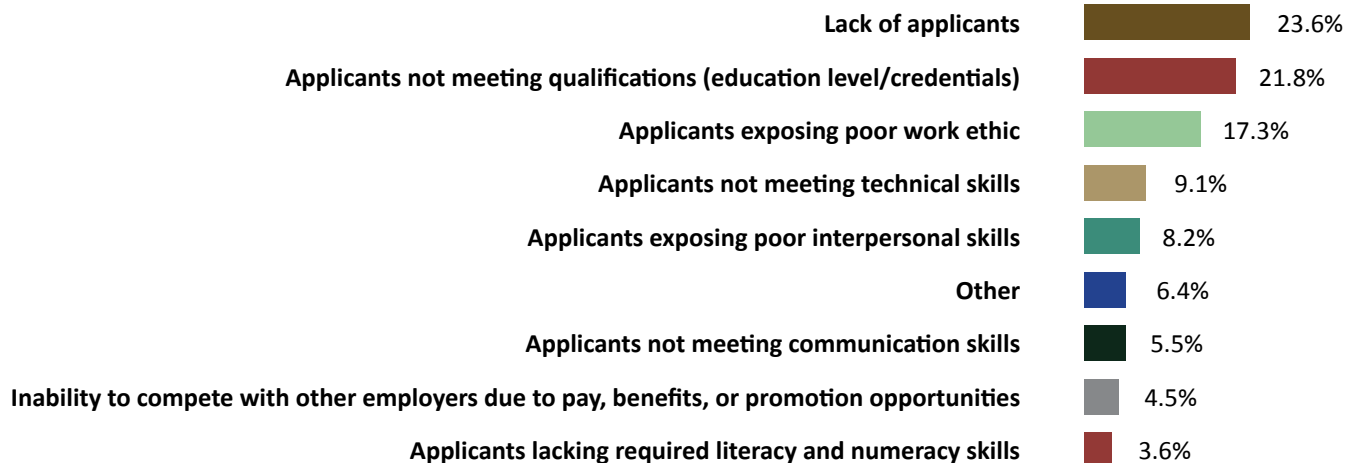 Lack of applicants 23.6%
Applicants not meeting qualifications (education level/credentials) 21.8%
Applicants exposing poor work ethic 17.3%
Applicants not meeting technical skills 9.1%
Applicants exposing poor interpersonal skills 8.2%
Other 6.4%
Applicants not meeting communication skills 5.5%
Inability to compete with other employers due to pay, benefits, or promotion opportunities 4.5%
Applicants lacking required literacy and numeracy skills 3.6%